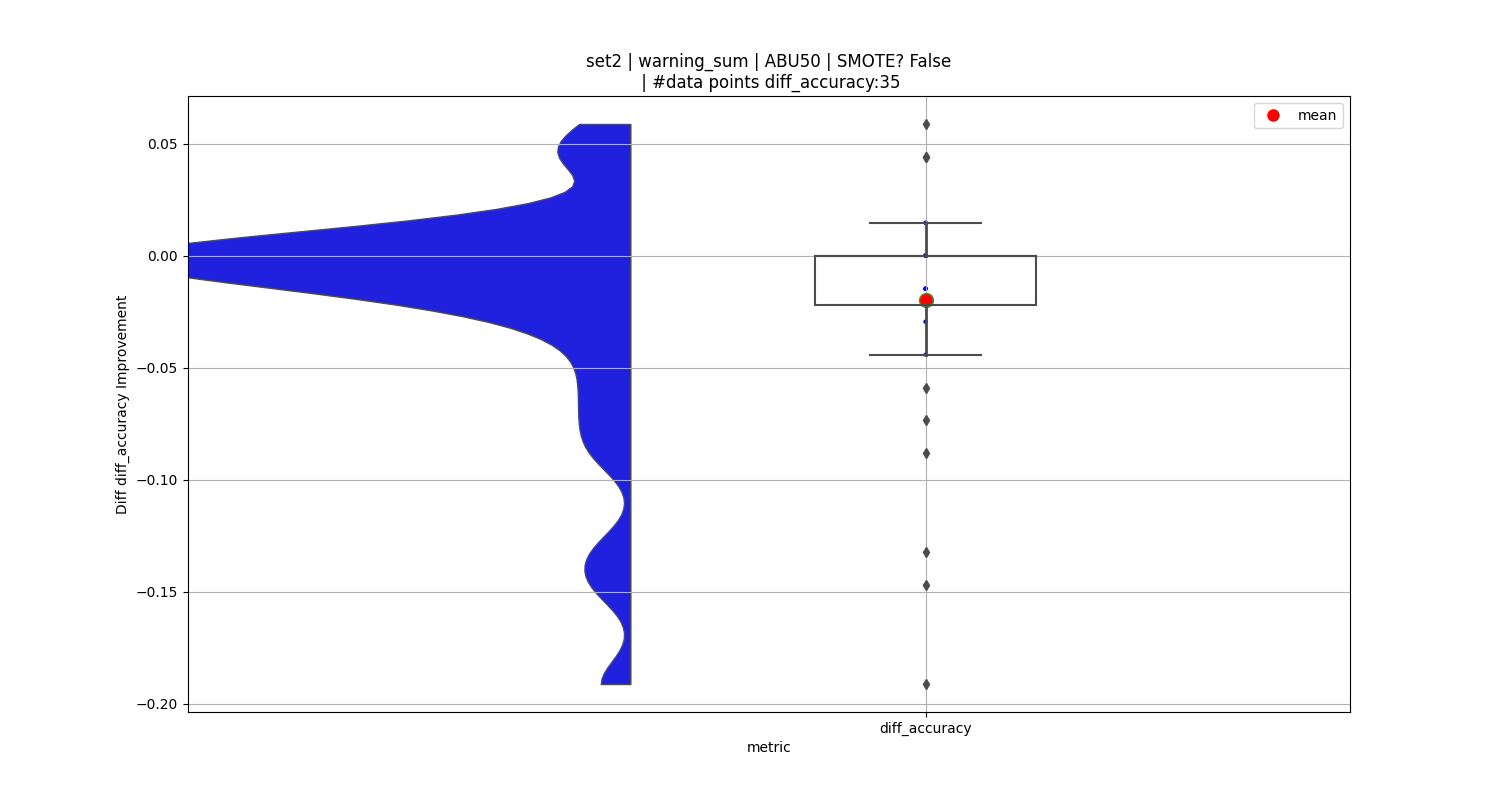 set2 | warning_sum | ABU50 | SMOTE? False
| #data points diff_accuracy:35
mean
0.05
0.00
−0.05
−0.10
−0.15
−0.20
Diff diff_accuracy Improvement
diff_accuracy
metric